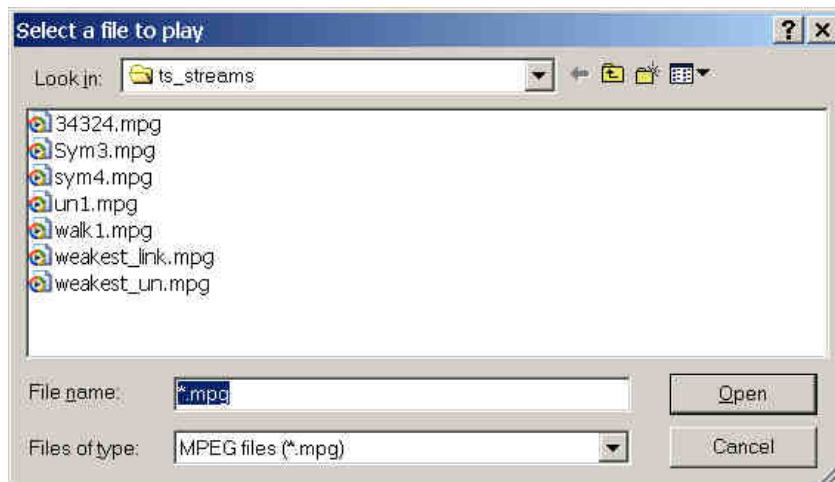 Select a file to play
Look in: ts_streams
34324.mpg
Sym3.mpg
sym4.mpg
un1.mpg
walk1.mpg
weakest_link.mpg
weakest_un.mpg
File name: *.mpg Open
Files of type: MPEG files (*.mpg) Cancel